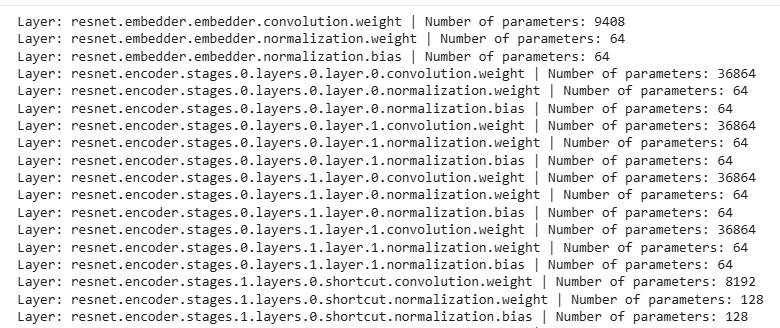 Layer: resnet.embedder.embedder.convolution.weight | Number of parameters: 9408
Layer: resnet.embedder.embedder.normalization.weight | Number of parameters: 64
Layer: resnet.embedder.embedder.normalization.bias | Number of parameters: 64
Layer: resnet.encoder.stages.0.layers.0.layer.0.convolution.weight | Number of parameters: 36864
Layer: resnet.encoder.stages.0.layers.0.layer.0.normalization.weight | Number of parameters: 64
Layer: resnet.encoder.stages.0.layers.0.layer.0.normalization.bias | Number of parameters: 64
Layer: resnet.encoder.stages.0.layers.0.layer.1.convolution.weight | Number of parameters: 36864
Layer: resnet.encoder.stages.0.layers.0.layer.1.normalization.weight | Number of parameters: 64
Layer: resnet.encoder.stages.0.layers.0.layer.1.normalization.bias | Number of parameters: 64
Layer: resnet.encoder.stages.0.layers.1.layer.0.convolution.weight | Number of parameters: 36864
Layer: resnet.encoder.stages.0.layers.1.layer.0.normalization.weight | Number of parameters: 64
Layer: resnet.encoder.stages.0.layers.1.layer.0.normalization.bias | Number of parameters: 64
Layer: resnet.encoder.stages.0.layers.1.layer.1.convolution.weight | Number of parameters: 36864
Layer: resnet.encoder.stages.0.layers.1.layer.1.normalization.weight | Number of parameters: 64
Layer: resnet.encoder.stages.0.layers.1.layer.1.normalization.bias | Number of parameters: 64
Layer: resnet.encoder.stages.1.layers.0.shortcut.convolution.weight | Number of parameters: 8192
Layer: resnet.encoder.stages.1.layers.0.shortcut.normalization.weight | Number of parameters: 128
Layer: resnet.encoder.stages.1.layers.0.shortcut.normalization.bias | Number of parameters: 128